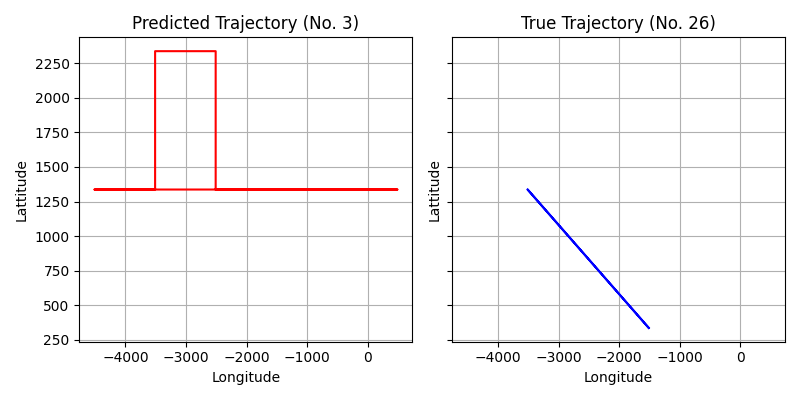 Predicted Trajectory (No. 3)
True Trajectory (No. 26)
Lattitude
2250
2000
1750
1500
1250
1000
750
500
250
−4000 −3000 −2000 −1000 0
Longitude
Lattitude
−4000 −3000 −2000 −1000 0
Longitude